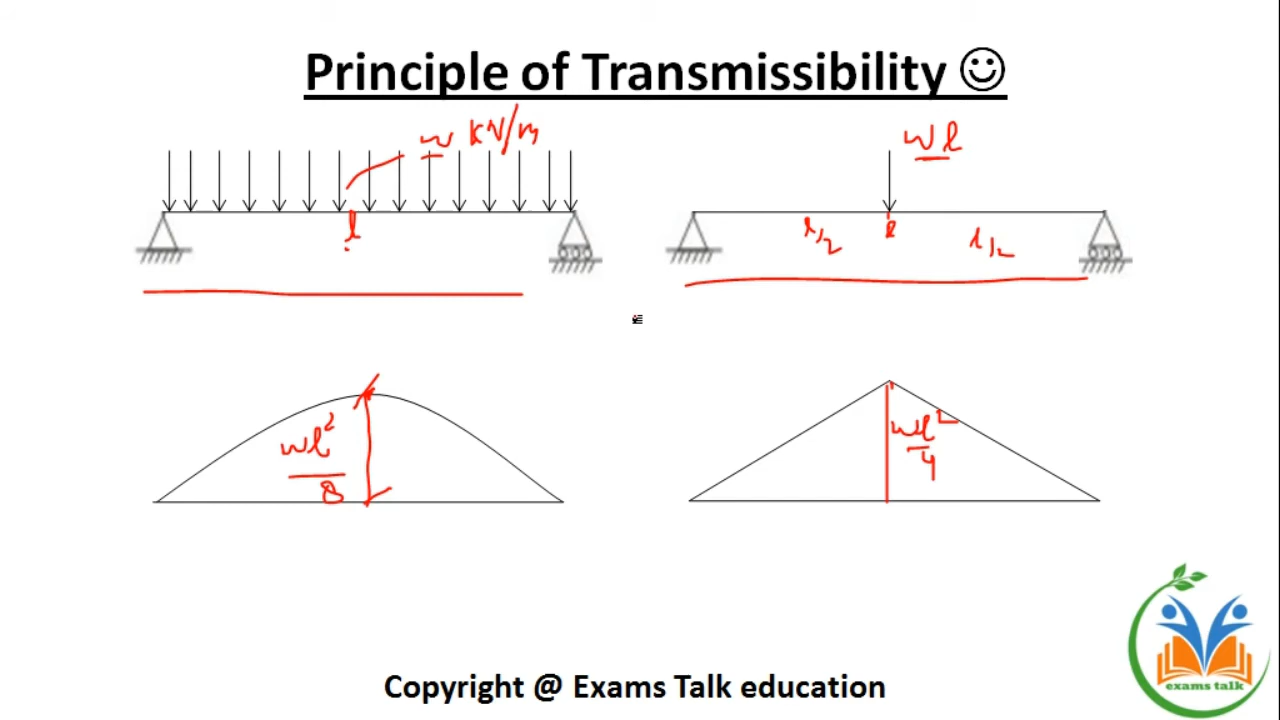 Principle of Transmissibility ☺
w kN/m
wl
l
l/2
l
l/2
wl²
8
wl²
4
exams talk
Copyright @ Exams Talk education